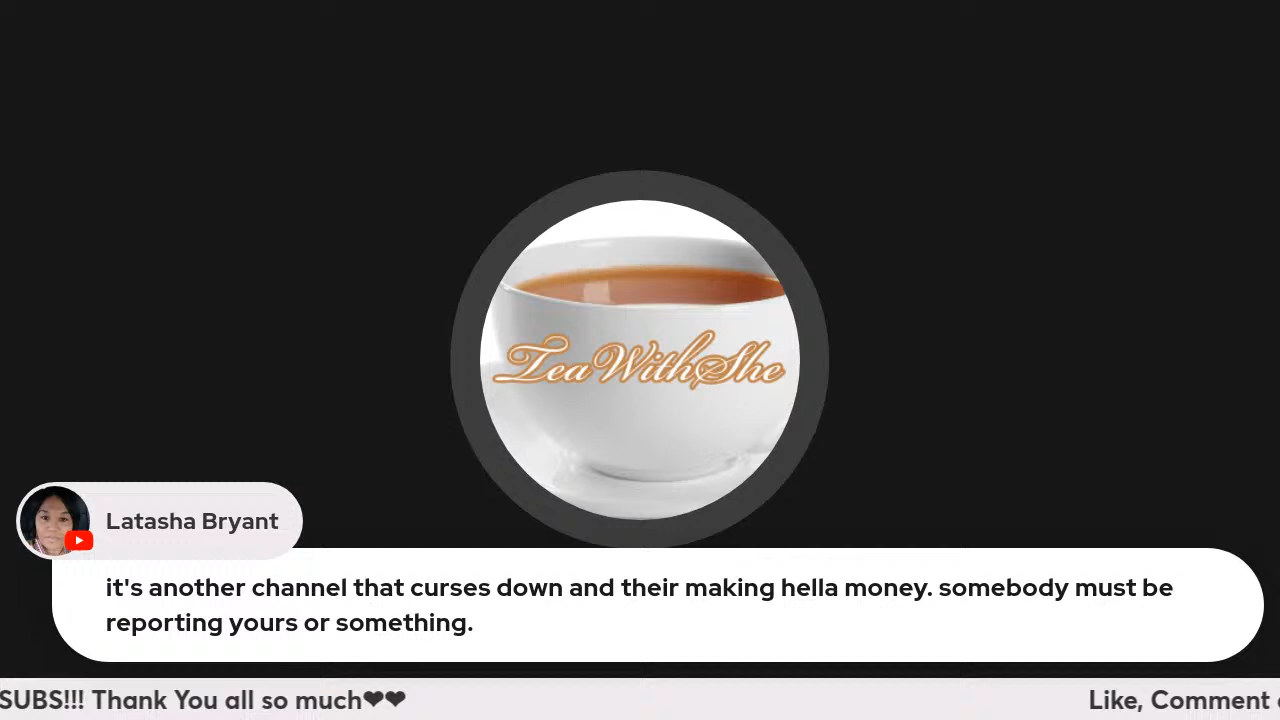 TeaWithShe
Latasha Bryant
it's another channel that curses down and their making hella money. somebody must be
reporting yours or something.
SUBS!!! Thank You all so much❤❤
Like, Comment